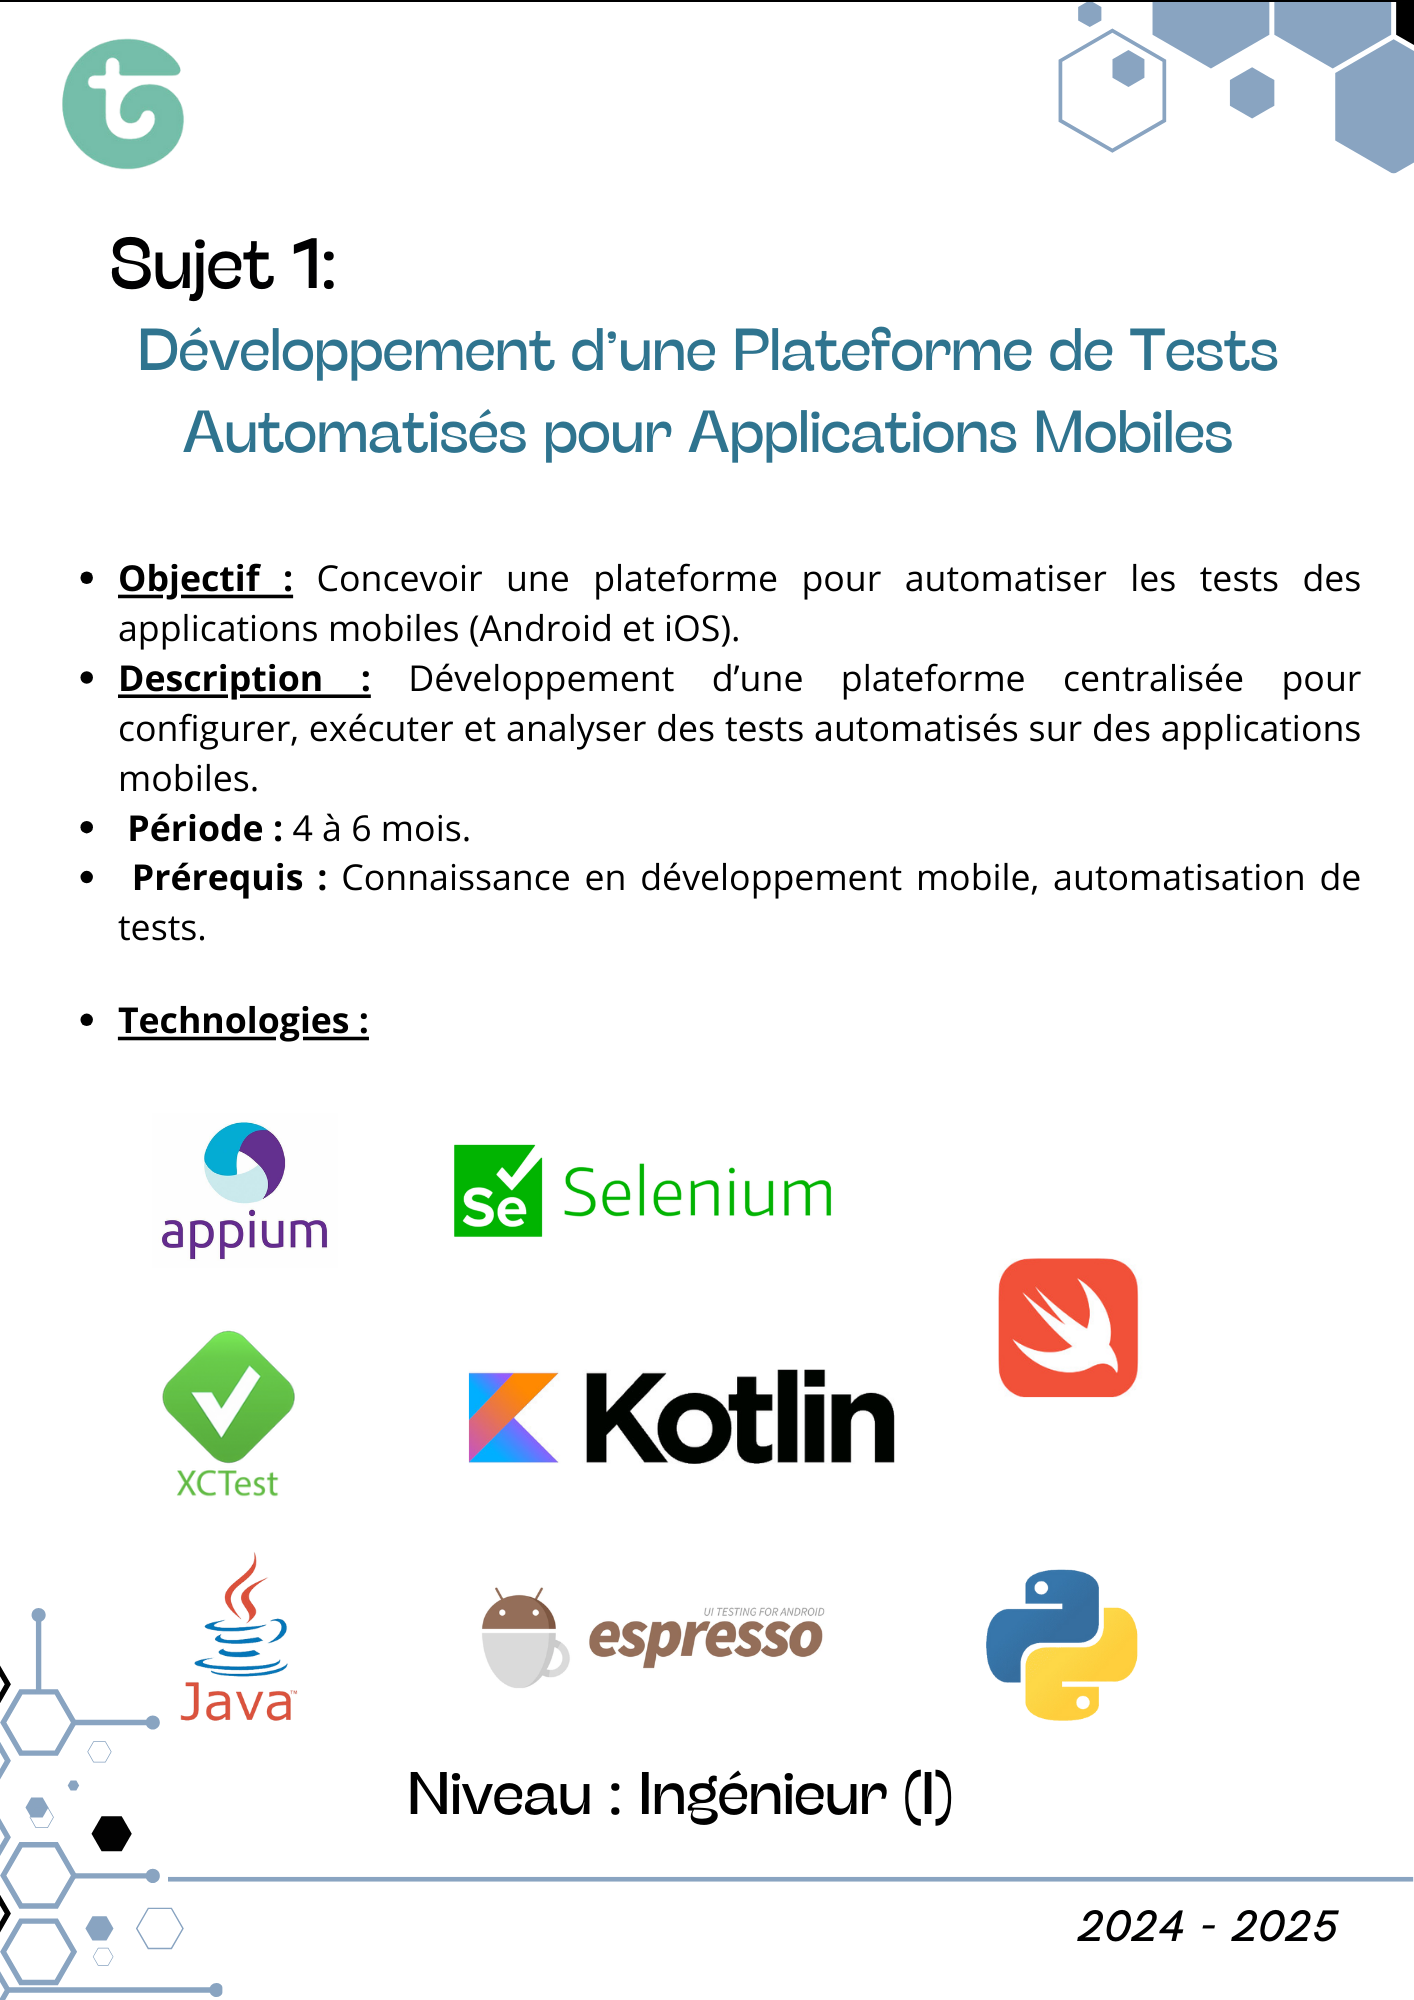 Sujet 1:
Développement d’une Plateforme de Tests
Automatisés pour Applications Mobiles
Objectif : Concevoir une plateforme pour automatiser les tests des
applications mobiles (Android et iOS).
Description : Développement d’une plateforme centralisée pour
configurer, exécuter et analyser des tests automatisés sur des applications
mobiles.
Période : 4 à 6 mois.
Prérequis : Connaissance en développement mobile, automatisation de
tests.
Technologies :
appium
Se Selenium
XCTest
Kotlin
Java™
UI TESTING FOR ANDROID
espresso
Niveau : Ingénieur (I)
2024 - 2025